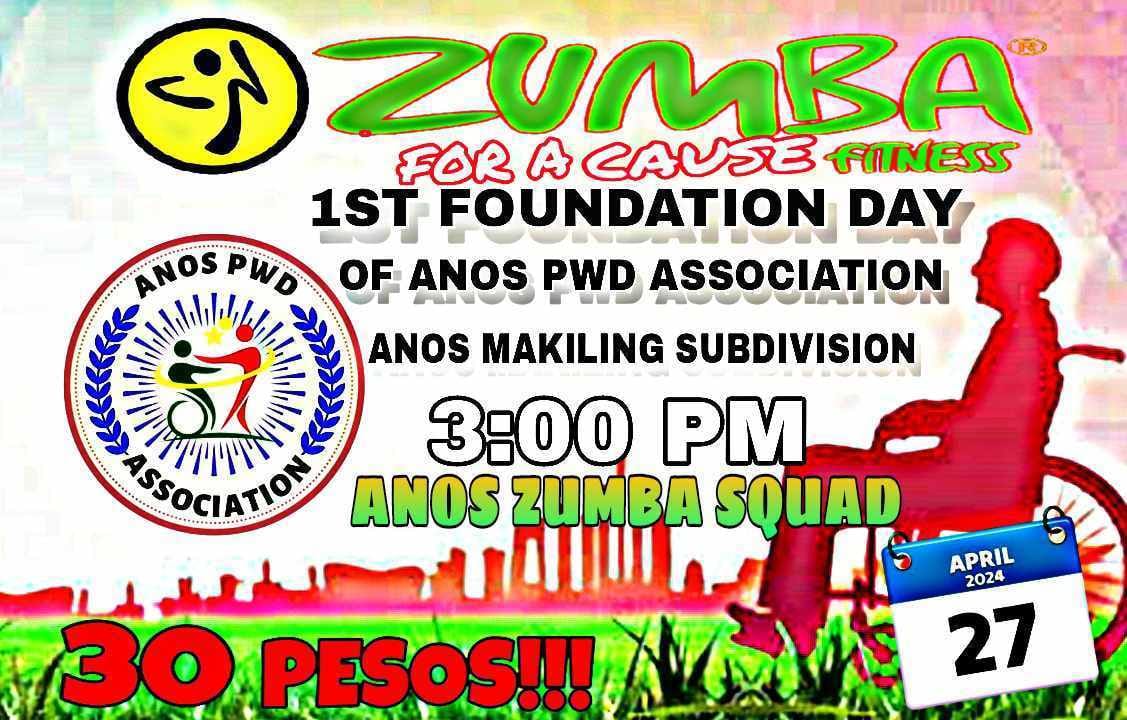 ZUMBA®
FOR A CAUSE FITNESS
1ST FOUNDATION DAY
OF ANOS PWD ASSOCIATION
ANOS MAKILING SUBDIVISION
3:00 PM
ANOS ZUMBA SQUAD
ANOS PWD
ASSOCIATION
APRIL
2024
27
30 PESOS!!!